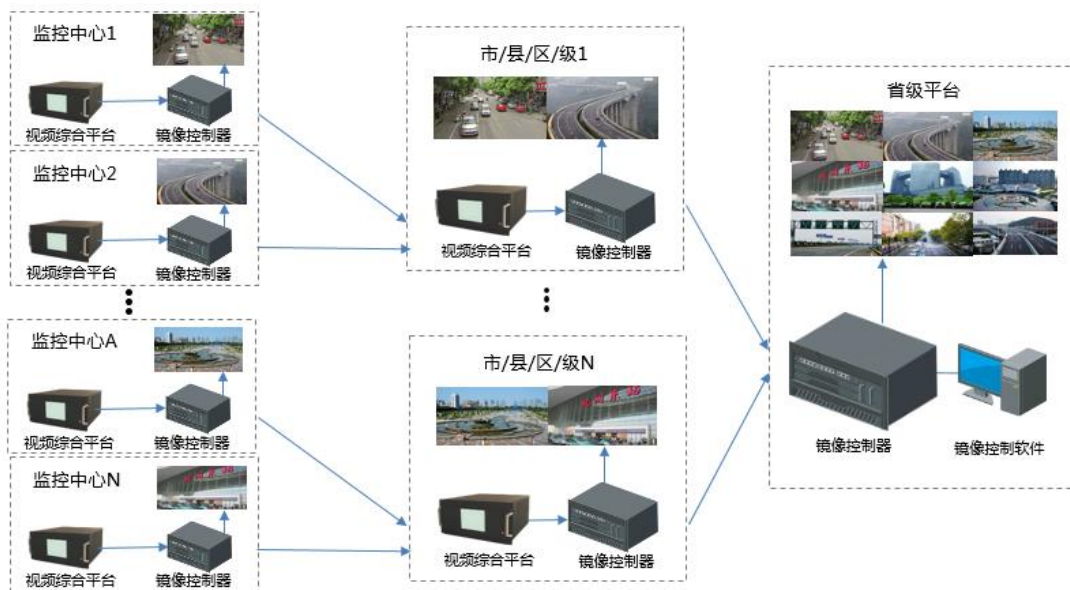 监控中心1
视频综合平台
镜像控制器
监控中心2
视频综合平台
镜像控制器
监控中心A
视频综合平台
镜像控制器
监控中心N
视频综合平台
镜像控制器
市/县/区/级1
视频综合平台
镜像控制器
市/县/区/级N
视频综合平台
镜像控制器
省级平台
镜像控制器
镜像控制软件